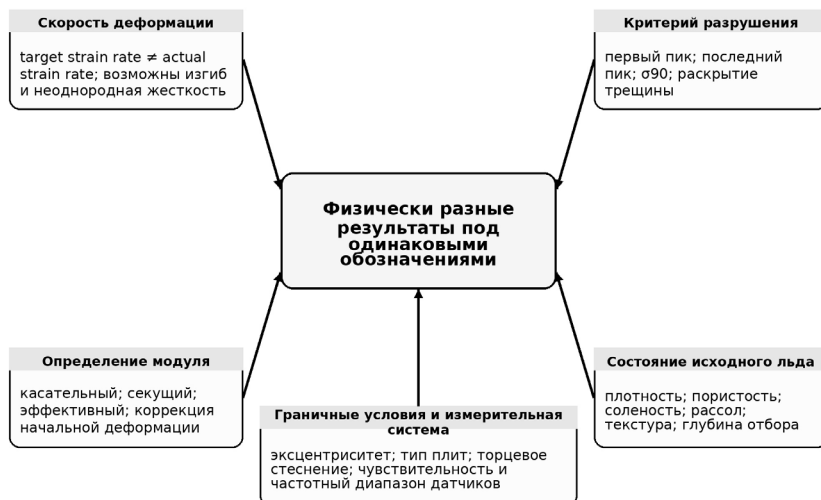 Скорость деформации
target strain rate ≠ actual
strain rate; возможны изгиб
и неоднородная жесткость
Критерий разрушения
первый пик; последний
пик; σ90; раскрытие
трещины
Физически разные
результаты под
одинаковыми
обозначениями
Определение модуля
касательный; секущий;
эффективный; коррекция
начальной деформации
Граничные условия и измерительная
система
эксцентриситет; тип плит; торцевое
стеснение; чувствительность и
частотный диапазон датчиков
Состояние исходного льда
плотность; пористость;
соленость; рассол;
текстура; глубина отбора